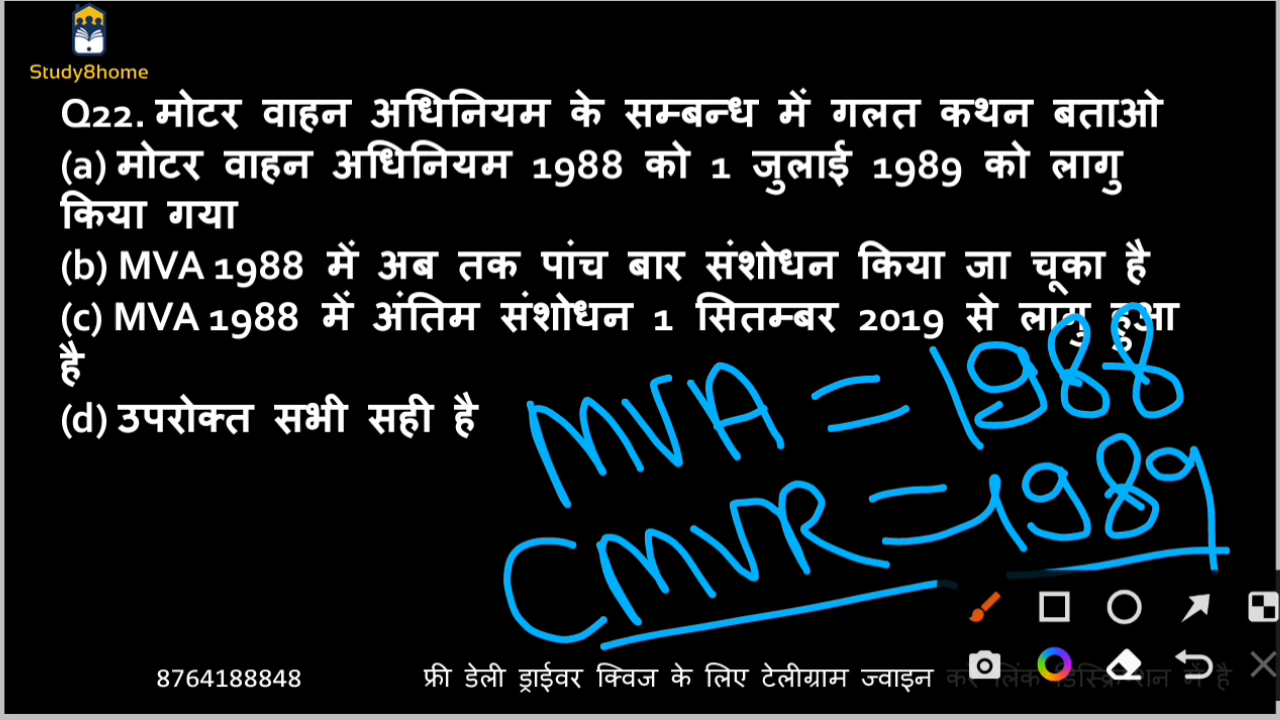 Study8home
Q22. मोटर वाहन अधिनियम के सम्बन्ध में गलत कथन बताओ
(a) मोटर वाहन अधिनियम 1988 को 1 जुलाई 1989 को लागु
किया गया
(b) MVA 1988 में अब तक पांच बार संशोधन किया जा चूका है
(c) MVA 1988 में अंतिम संशोधन 1 सितम्बर 2019 से लागु हुआ
है
(d) उपरोक्त सभी सही है
MVA = 1988
CMVR = 1989
8764188848 फ्री डेली ड्राईवर क्विज के लिए टेलीग्राम ज्वाइन करे लिंक डिस्क्रिप्शन में है